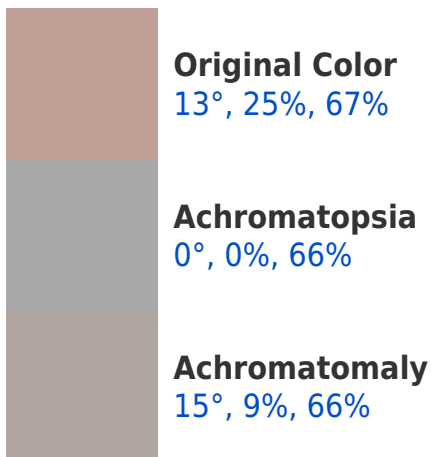 Original Color
13°, 25%, 67%
Achromatopsia
0°, 0%, 66%
Achromatomaly
15°, 9%, 66%